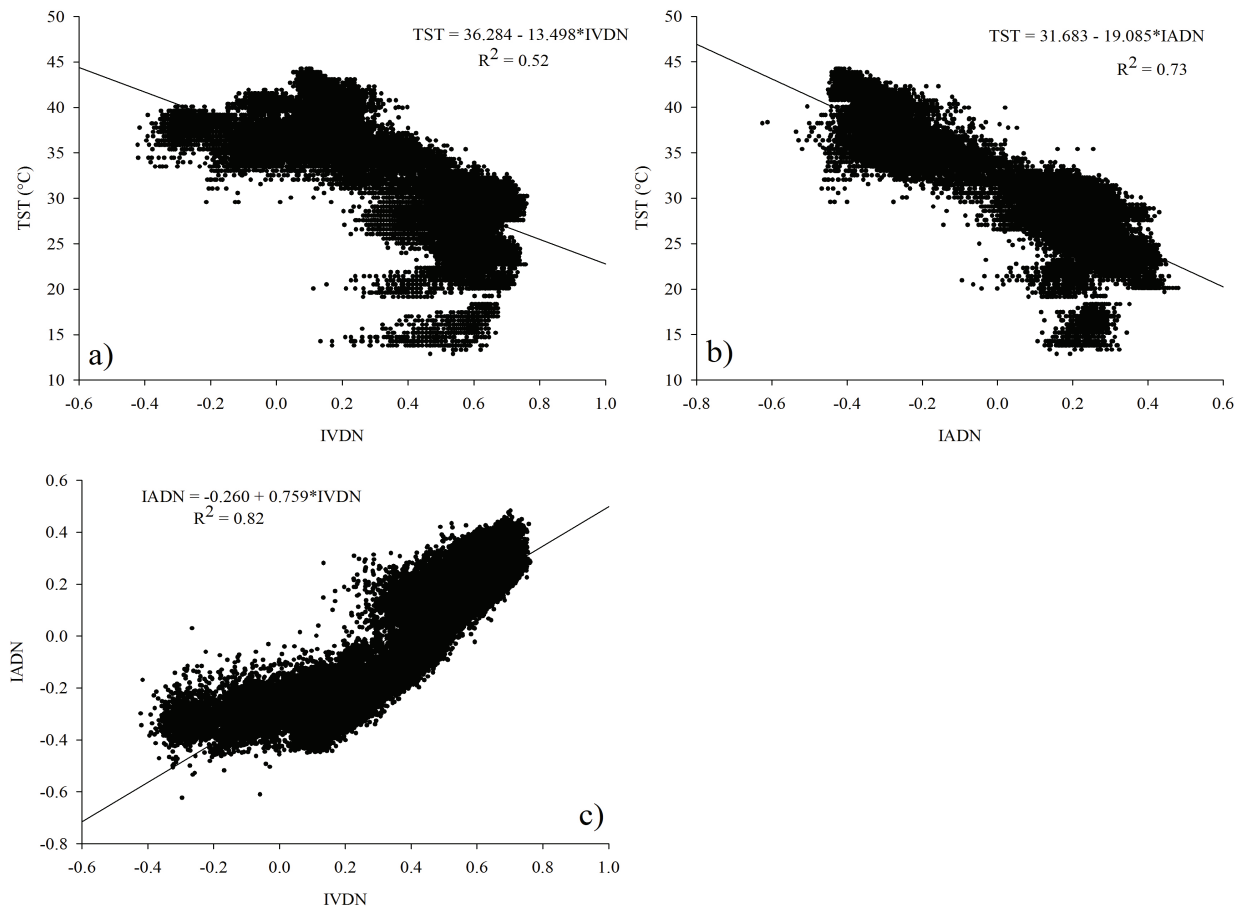 TST = 36.284 - 13.498*IVDN
R2 = 0.52
50
45
40
35
30
25
20
15
10
TST (°C)
a)
-0.6 -0.4 -0.2 0.0 0.2 0.4 0.6 0.8 1.0
IVDN
TST = 31.683 - 19.085*IADN
R2 = 0.73
50
45
40
35
30
25
20
15
10
TST (°C)
b)
-0.8 -0.6 -0.4 -0.2 0.0 0.2 0.4 0.6
IADN
IADN = -0.260 + 0.759*IVDN
R2 = 0.82
0.6
0.4
0.2
0.0
-0.2
-0.4
-0.6
-0.8
IADN
c)
-0.6 -0.4 -0.2 0.0 0.2 0.4 0.6 0.8 1.0
IVDN